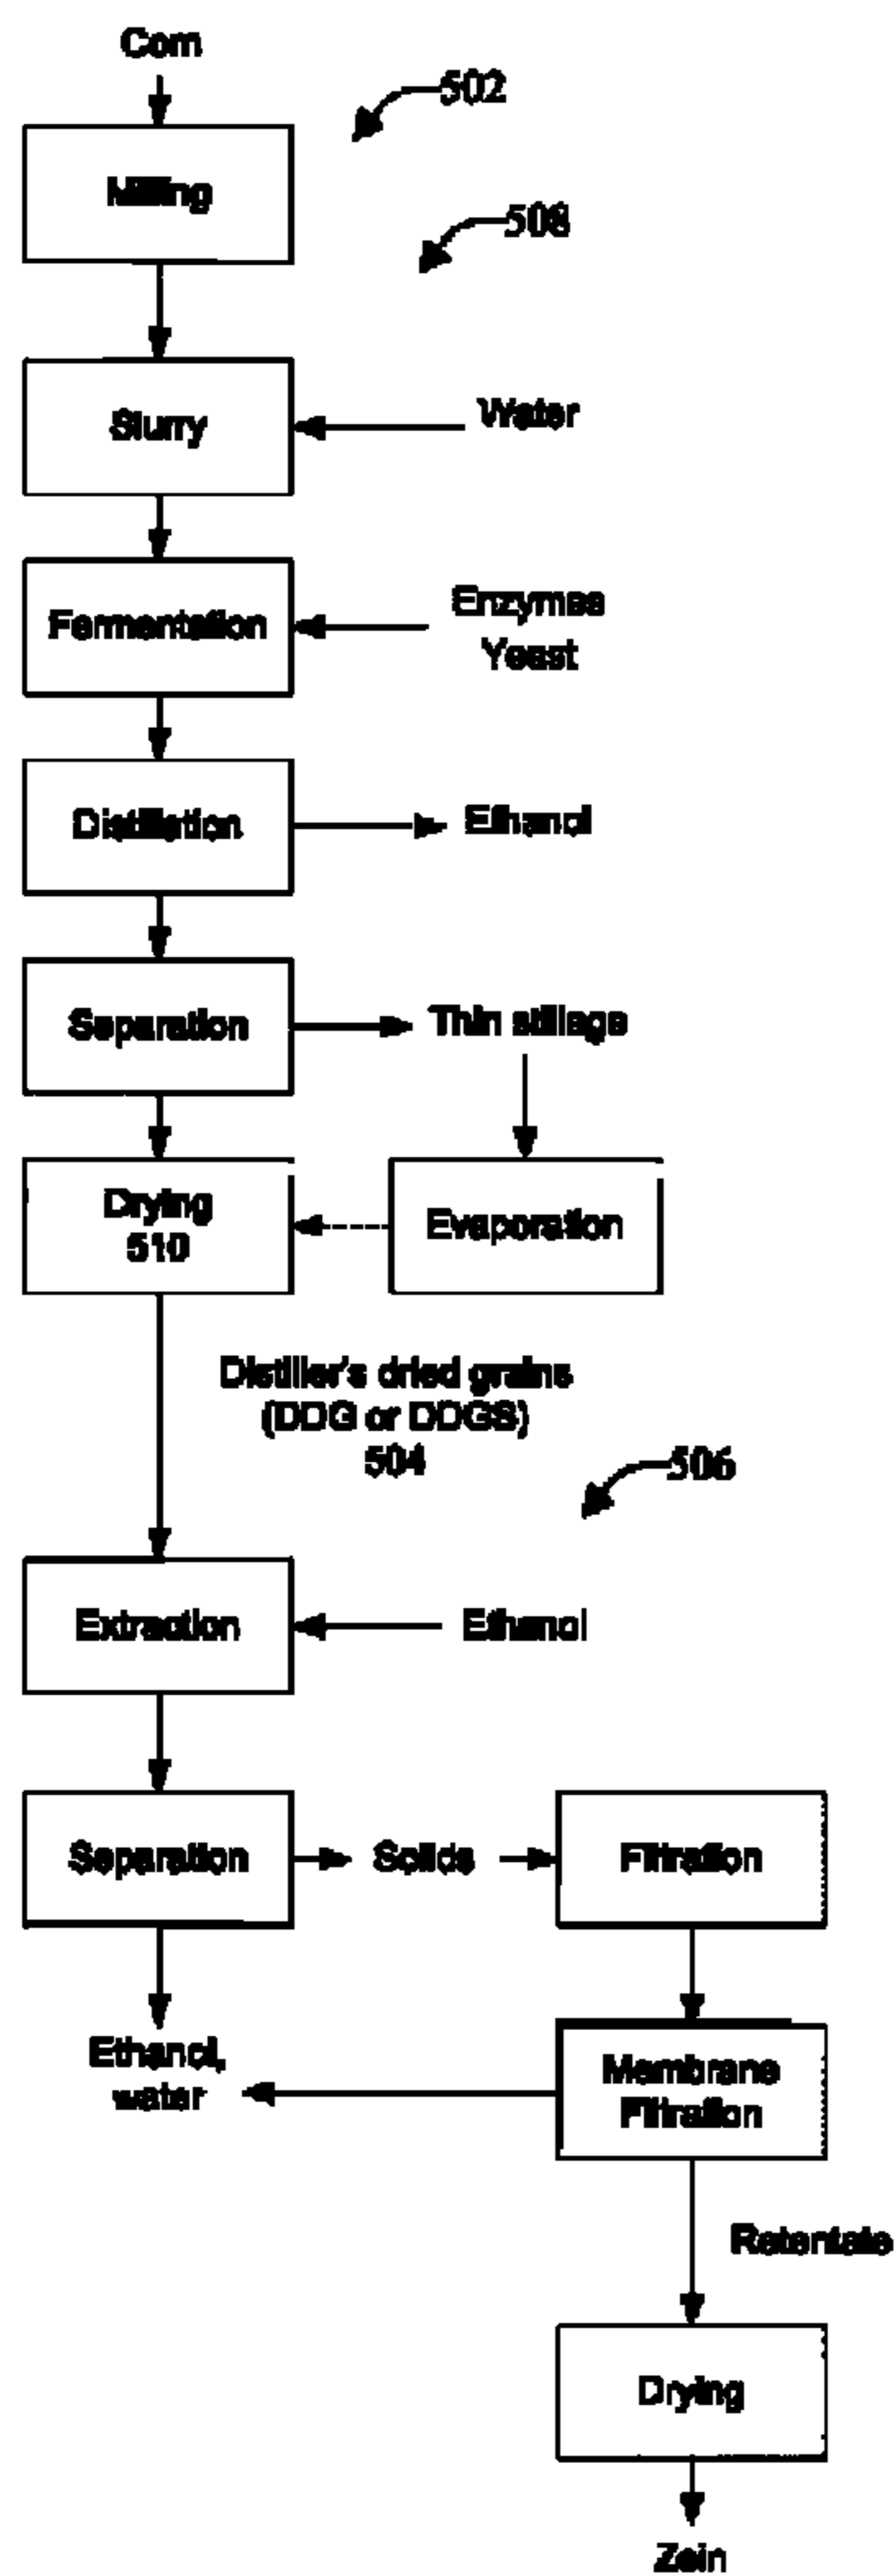 Corn
502
Milling
508
Slurry
Water
Fermentation
Enzymes
Yeast
Distillation
Ethanol
Separation
Thin stillage
Drying
510
Evaporation
Distiller's dried grains
(DDG or DDGS)
504
506
Extraction
Ethanol
Separation
Solids
Filtration
Ethanol,
water
Membrane
Filtration
Retentate
Drying
Zein